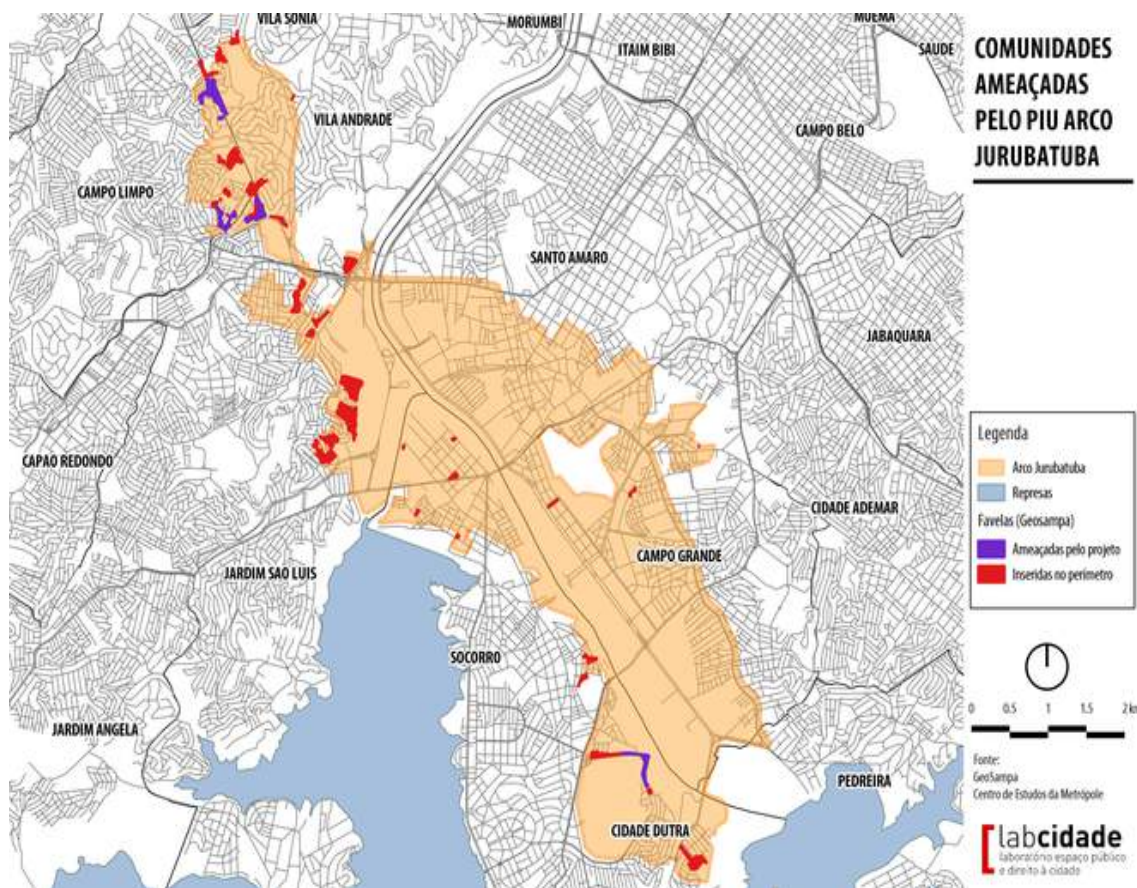 VILA SONIA
MORUMBI
MOEMA
ITAIM BIBI
SAUDE
VILA ANDRADE
CAMPO BELO
CAMPO LIMPO
SANTO AMARO
JABAQUARA
CAPAO REDONDO
CIDADE ADEMAR
CAMPO GRANDE
JARDIM SAO LUIS
SOCORRO
JARDIM ANGELA
PEDREIRA
CIDADE DUTRA
COMUNIDADES
AMEAÇADAS
PELO PIU ARCO
JURUBATUBA
Legenda
Arco Jurubatuba
Represas
Favelas (Geosampa)
Ameaçadas pelo projeto
Inseridas no perímetro
0 0.5 1 1.5 2 km
Fonte:
GeoSampa
Centro de Estudos da Metrópole
labcidade
laboratório espaço público
e direito à cidade